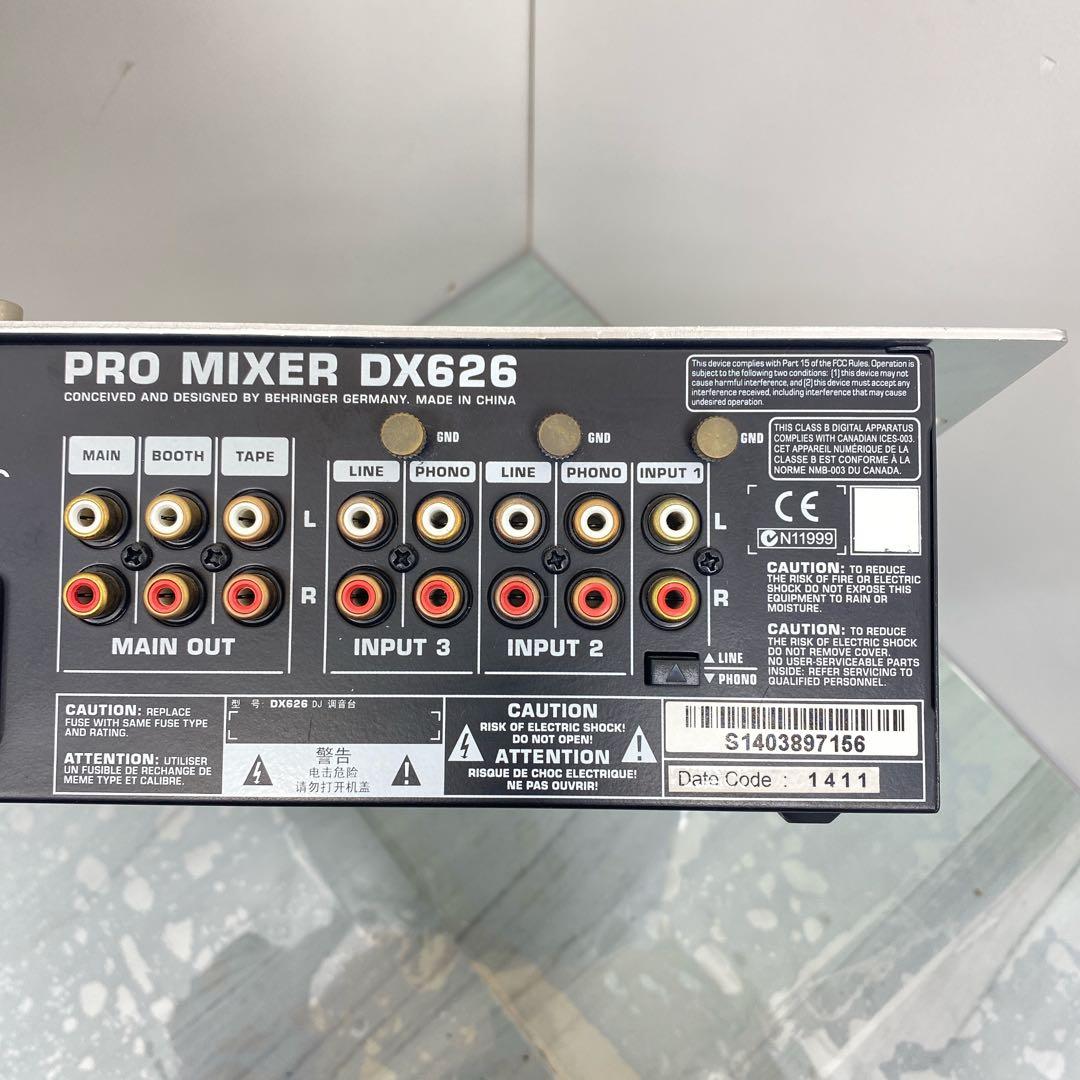 PRO MIXER DX626
CONCEIVED AND DESIGNED BY BEHRINGER GERMANY. MADE IN CHINA
This device complies with Part 15 of the FCC Rules. Operation is
subject to the following two conditions: (1) this device may not
cause harmful interference, and (2) this device must accept any
interference received, including interference that may cause
undesired operation.
GND
GND
GND
THIS CLASS B DIGITAL APPARATUS
COMPLIES WITH CANADIAN ICES-003.
CET APPAREIL NUMÉRIQUE DE LA
CLASSE B EST CONFORME À LA
NORME NMB-003 DU CANADA.
MAIN
BOOTH
TAPE
LINE
PHONO
LINE
PHONO
INPUT 1
L
L
R
R
MAIN OUT
INPUT 3
INPUT 2
▲ LINE
▼ PHONO
CE
N11999
CAUTION: TO REDUCE
THE RISK OF FIRE OR ELECTRIC
SHOCK DO NOT EXPOSE THIS
EQUIPMENT TO RAIN OR
MOISTURE.
CAUTION: TO REDUCE
THE RISK OF ELECTRIC SHOCK
DO NOT REMOVE COVER.
NO USER-SERVICEABLE PARTS
INSIDE: REFER SERVICING TO
QUALIFIED PERSONNEL.
CAUTION: REPLACE
FUSE WITH SAME FUSE TYPE
AND RATING.
ATTENTION: UTILISER
UN FUSIBLE DE RECHANGE DE
MEME TYPE ET CALIBRE.
型 号: DX626 DJ 调音台
警告
电击危险
请勿打开机盖
CAUTION
RISK OF ELECTRIC SHOCK!
DO NOT OPEN!
ATTENTION
RISQUE DE CHOC ELECTRIQUE!
NE PAS OUVRIR!
S1403897156
Date Code : 1411